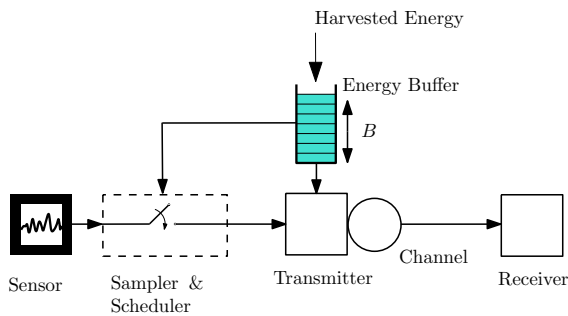 Harvested Energy
Energy Buffer
B
Sensor
Sampler &
Scheduler
Transmitter
Channel
Receiver